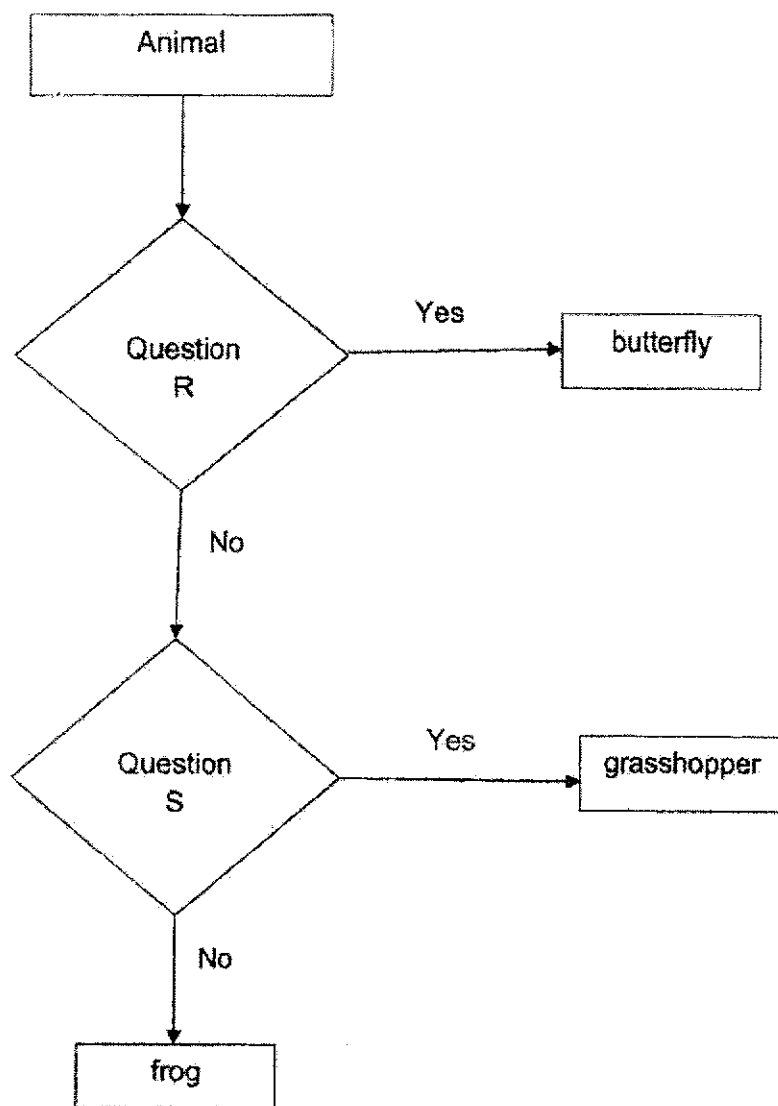 Animal
Yes
butterfly
Question
R
No
Yes
grasshopper
Question
S
No
frog